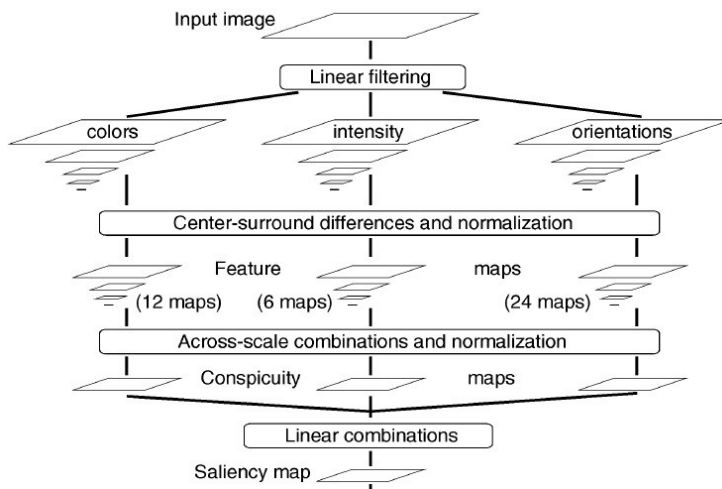 Input image
Linear filtering
colors intensity orientations
Center-surround differences and normalization
Feature maps
(12 maps) (6 maps) (24 maps)
Across-scale combinations and normalization
Conspicuity maps
Linear combinations
Saliency map